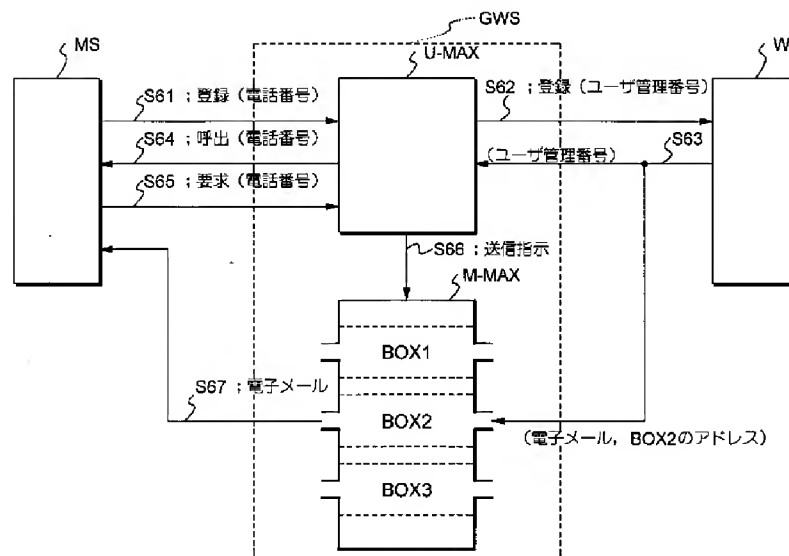 GWS
MS
U-MAX
W
S61；登録（電話番号）
S62；登録（ユーザ管理番号）
S64；呼出（電話番号）
（ユーザ管理番号）
S63
S65；要求（電話番号）
S66；送信指示
M-MAX
BOX1
S67；電子メール
BOX2
（電子メール，BOX2のアドレス）
BOX3